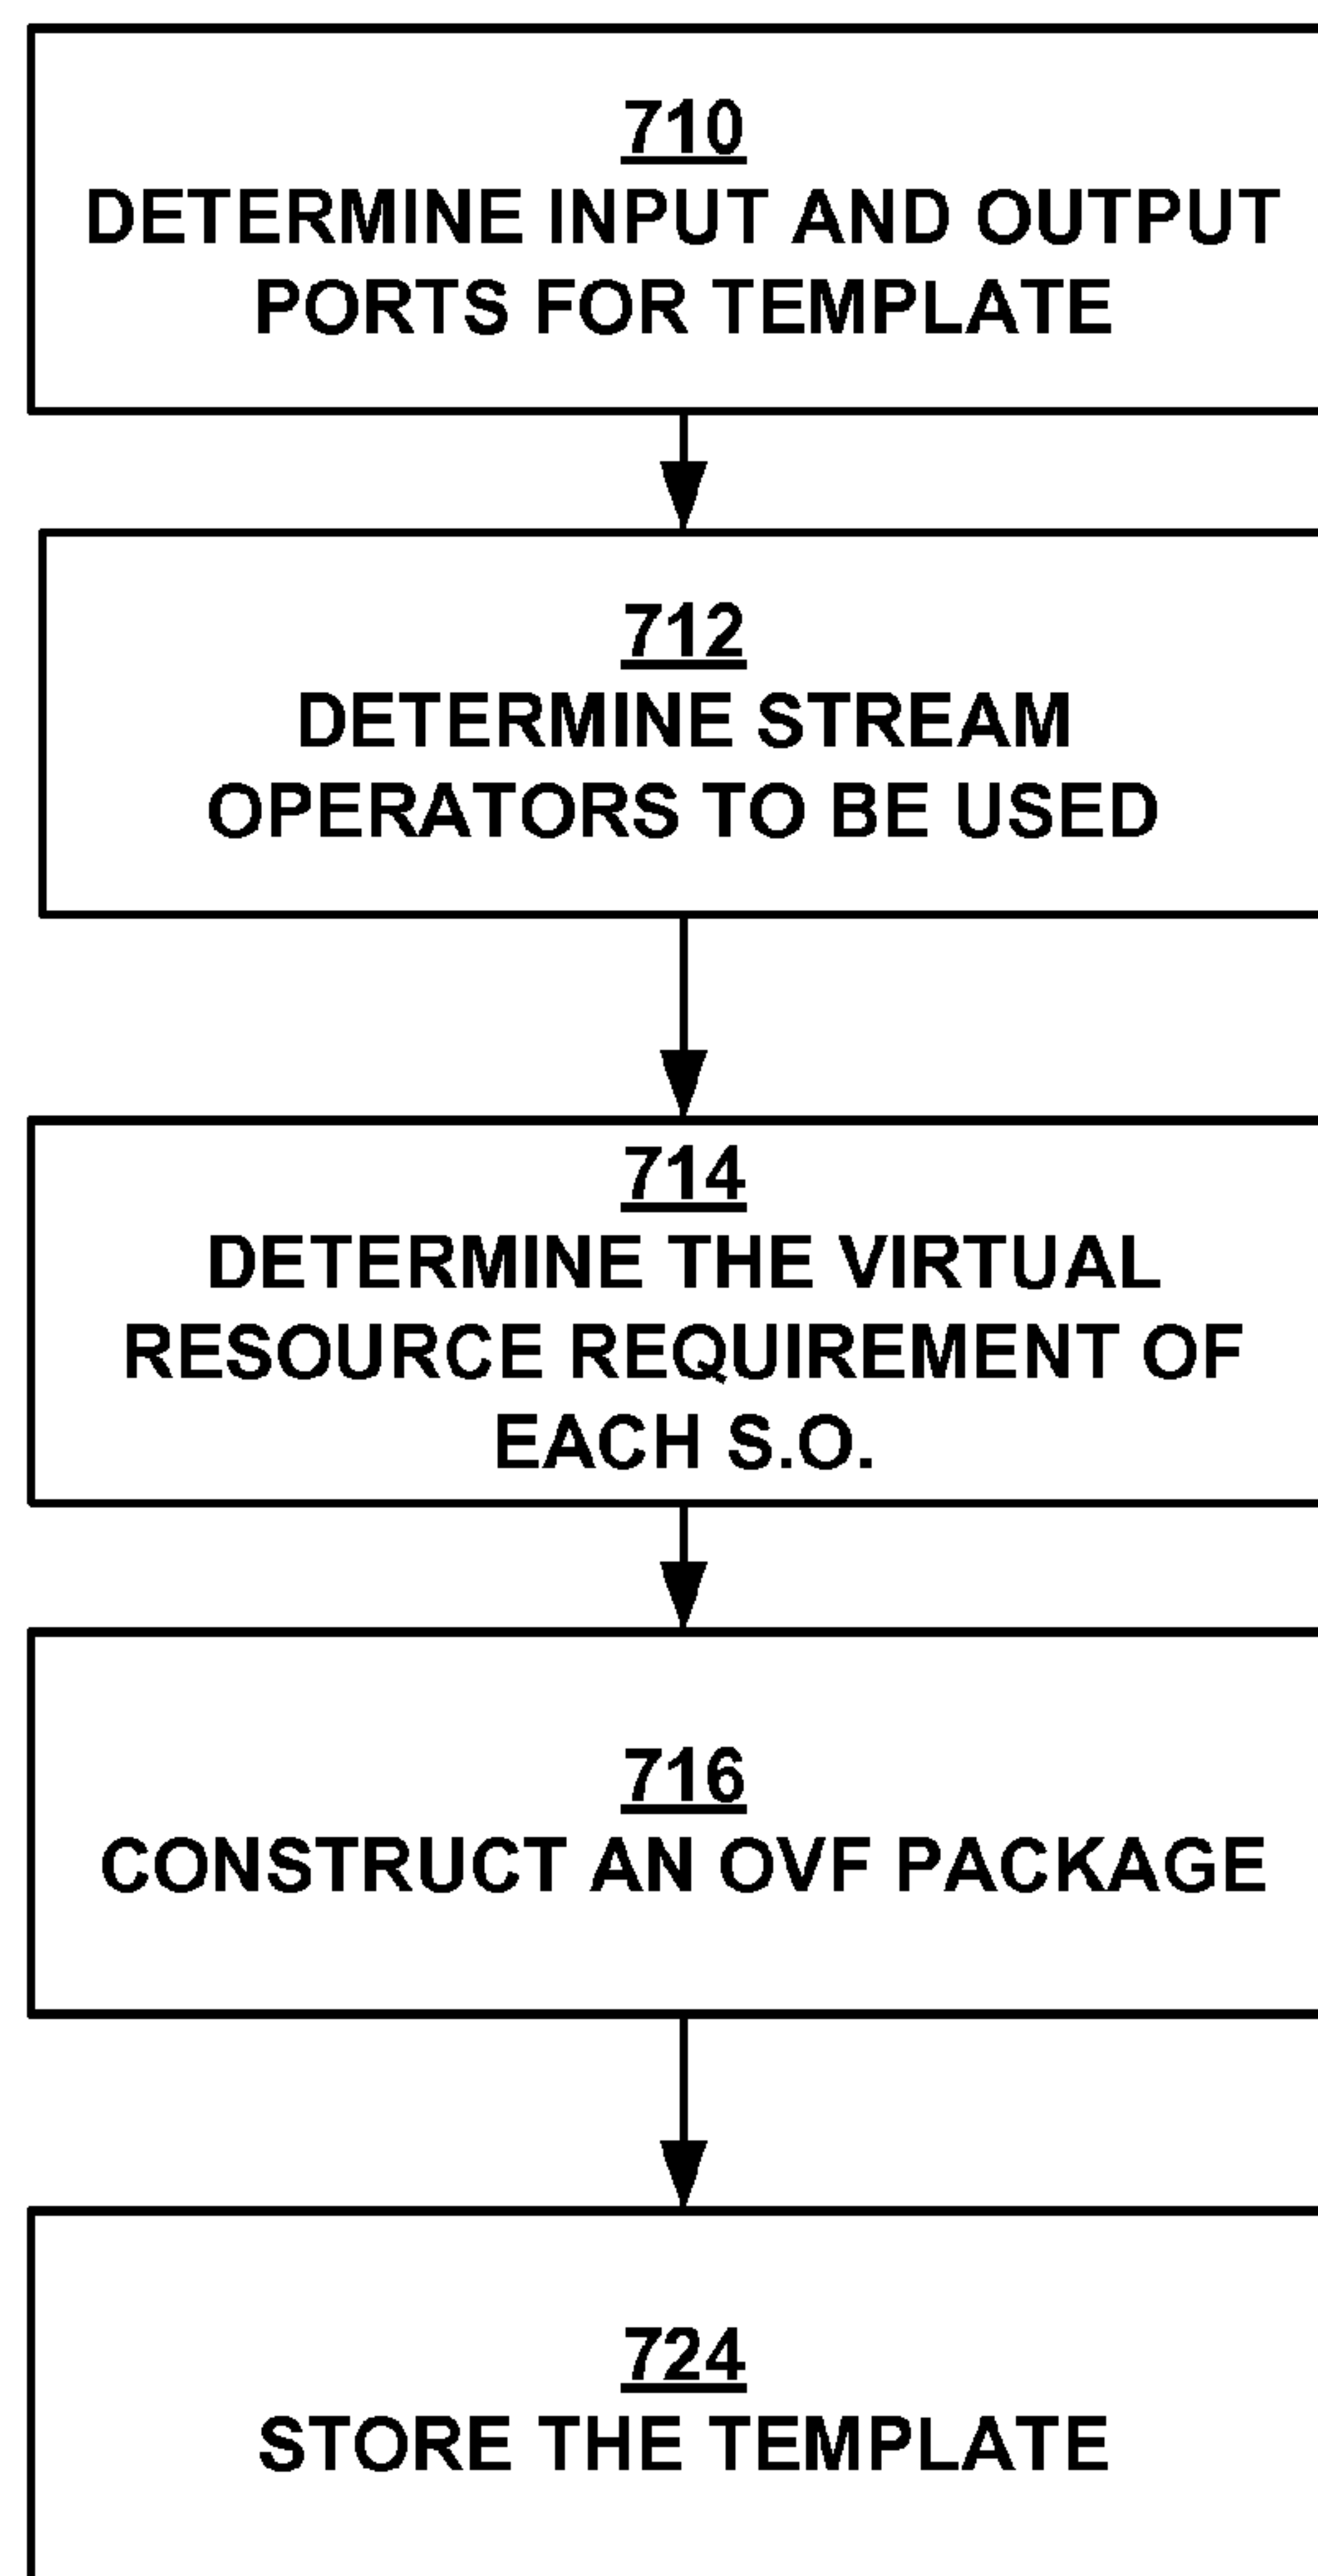 710
DETERMINE INPUT AND OUTPUT
PORTS FOR TEMPLATE
712
DETERMINE STREAM
OPERATORS TO BE USED
714
DETERMINE THE VIRTUAL
RESOURCE REQUIREMENT OF
EACH S.O.
716
CONSTRUCT AN OVF PACKAGE
724
STORE THE TEMPLATE